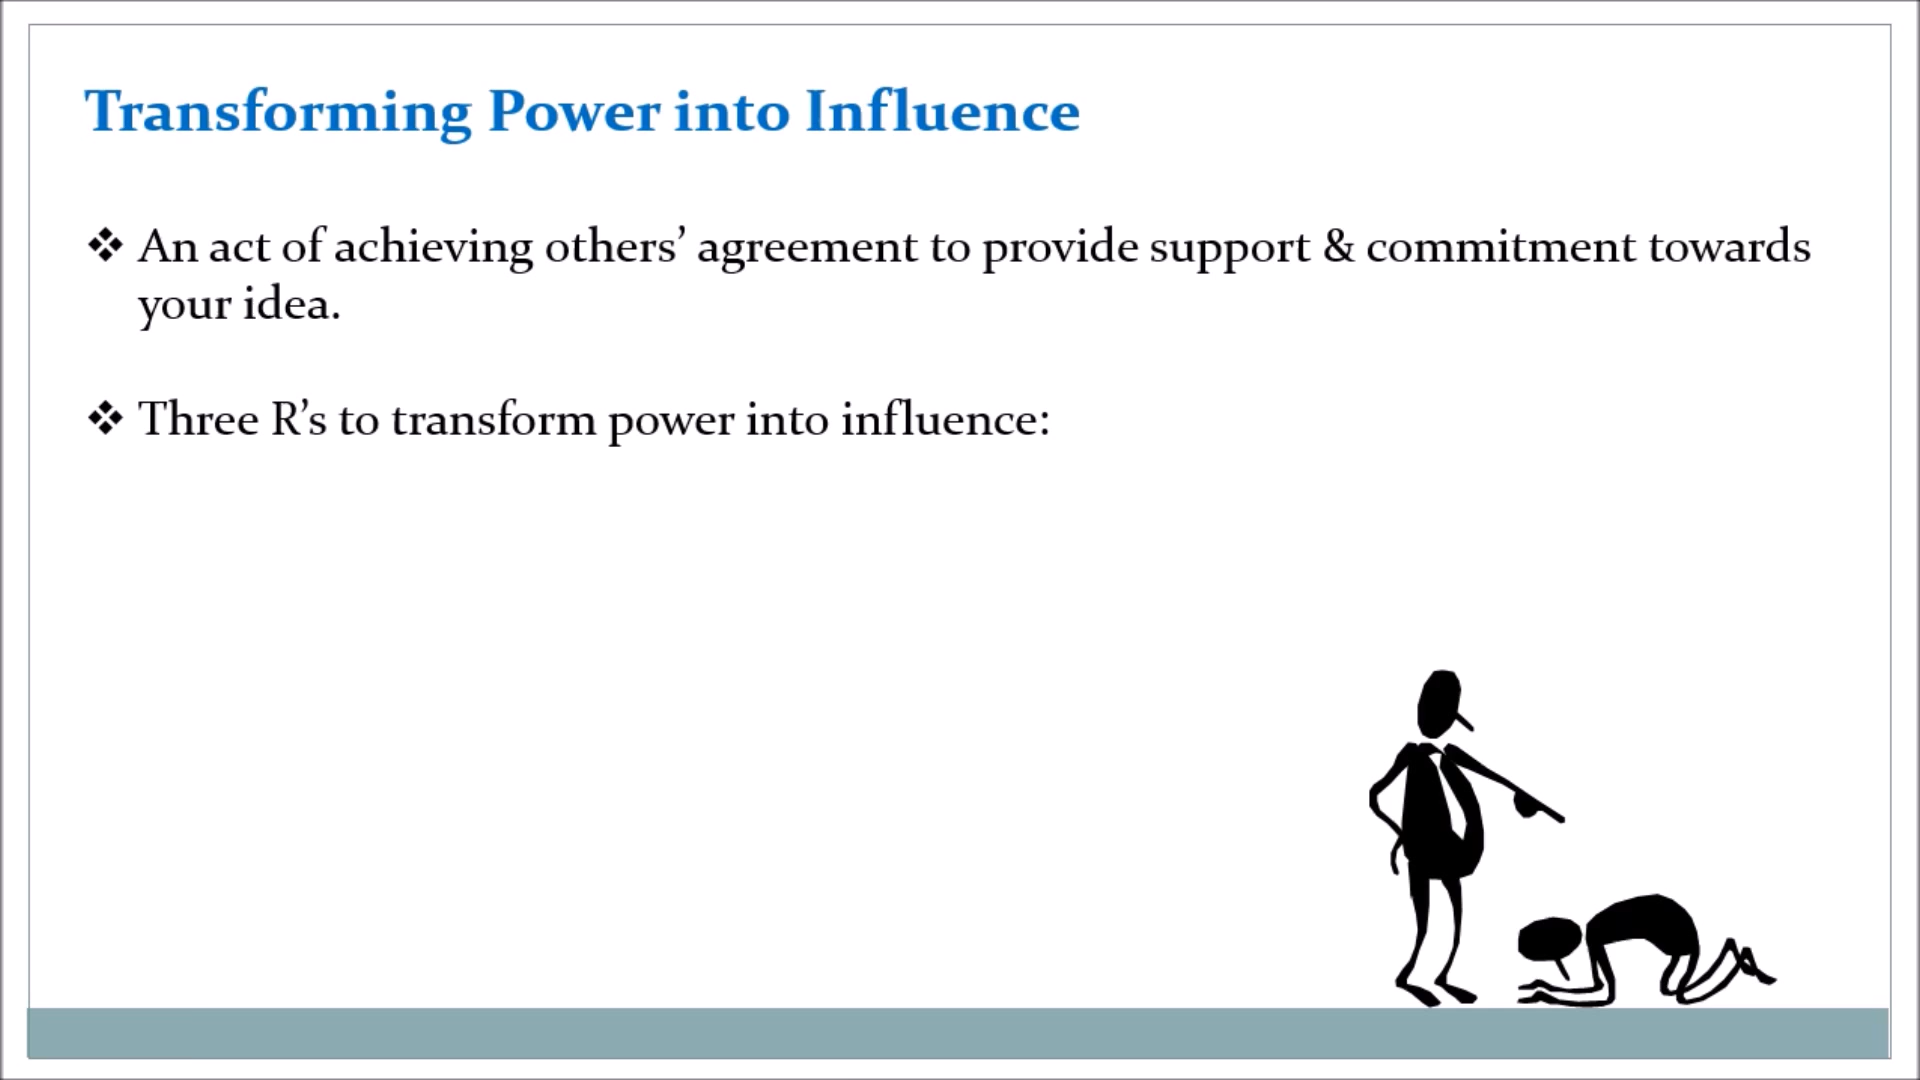 Transforming Power into Influence
❖ An act of achieving others’ agreement to provide support & commitment towards
your idea.
❖ Three R’s to transform power into influence: